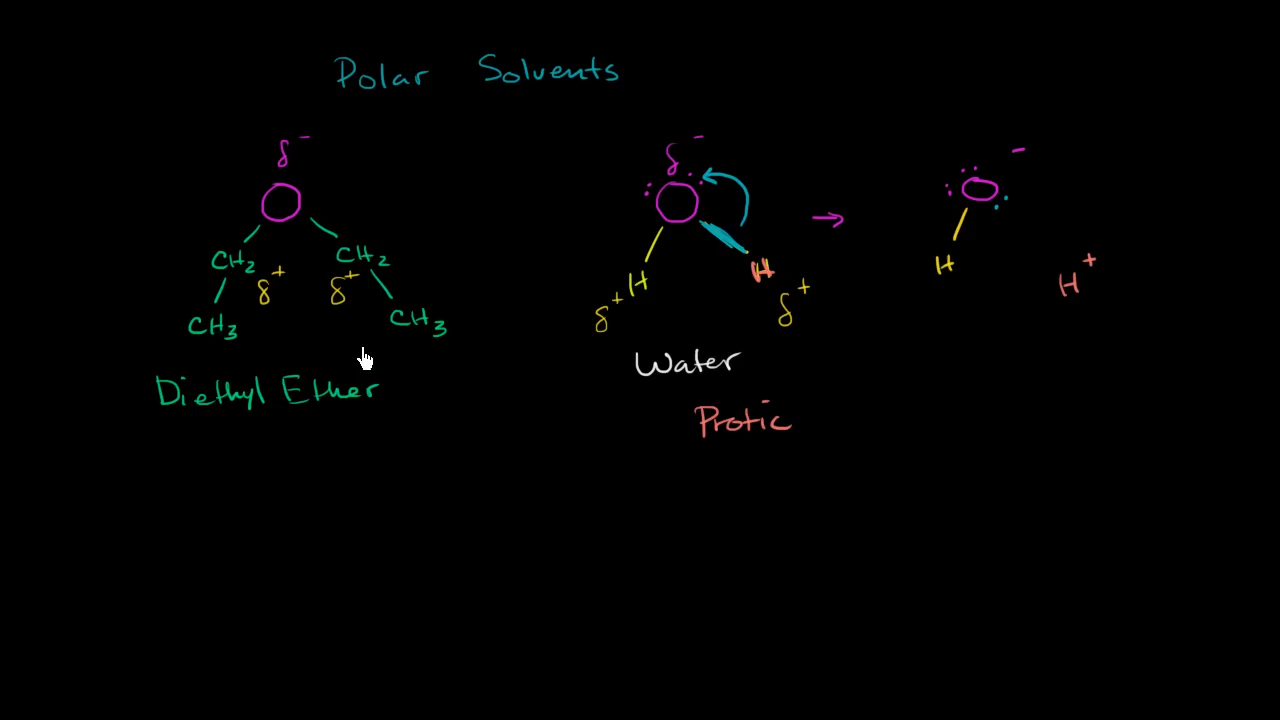 Polar Solvents
δ⁻
O
CH₂ CH₂
δ⁺ δ⁺
CH₃ CH₃
Diethyl Ether
δ⁻
:Ö:
H H
δ⁺ δ⁺
Water
Protic
→
:Ö: ⁻
H
H⁺